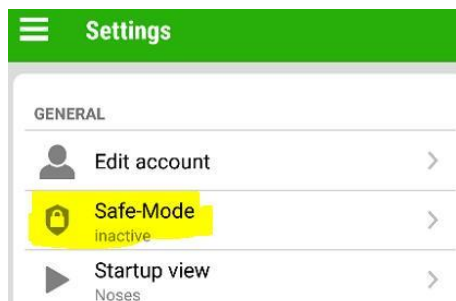 Settings
GENERAL
Edit account
Safe-Mode
inactive
Startup view
Noses